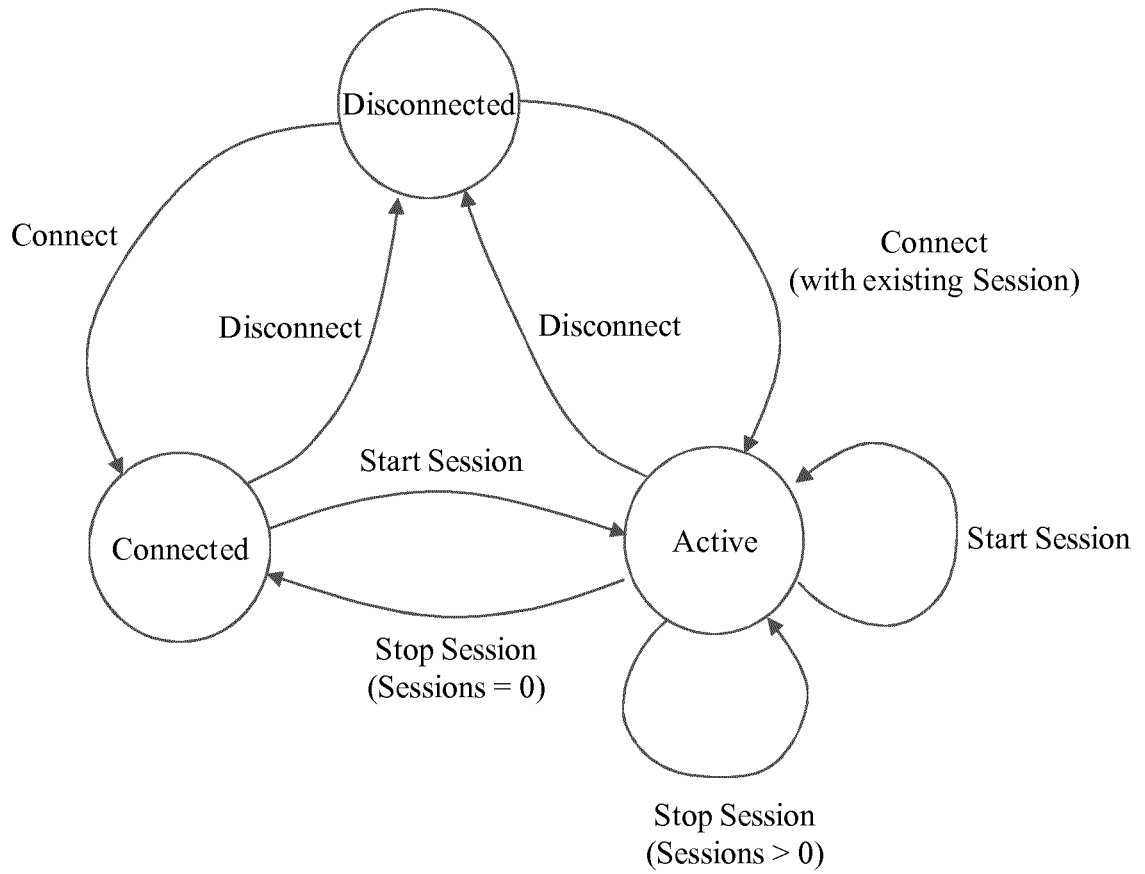 Disconnected
Connect
Connect
(with existing Session)
Disconnect
Disconnect
Start Session
Connected
Active
Start Session
Stop Session
(Sessions = 0)
Stop Session
(Sessions > 0)